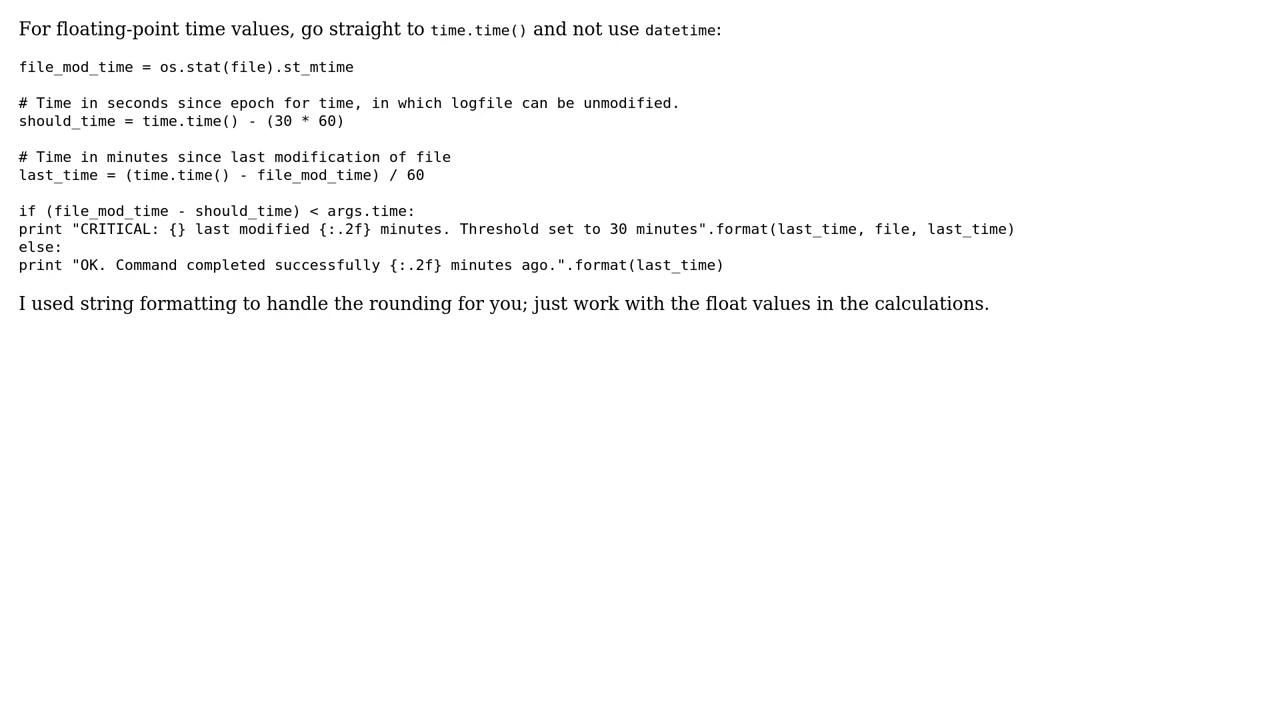 For floating-point time values, go straight to time.time() and not use datetime:
file_mod_time = os.stat(file).st_mtime
# Time in seconds since epoch for time, in which logfile can be unmodified.
should_time = time.time() - (30 * 60)
# Time in minutes since last modification of file
last_time = (time.time() - file_mod_time) / 60
if (file_mod_time - should_time) < args.time:
print "CRITICAL: {} last modified {:.2f} minutes. Threshold set to 30 minutes".format(last_time, file, last_time)
else:
print "OK. Command completed successfully {:.2f} minutes ago.".format(last_time)
I used string formatting to handle the rounding for you; just work with the float values in the calculations.